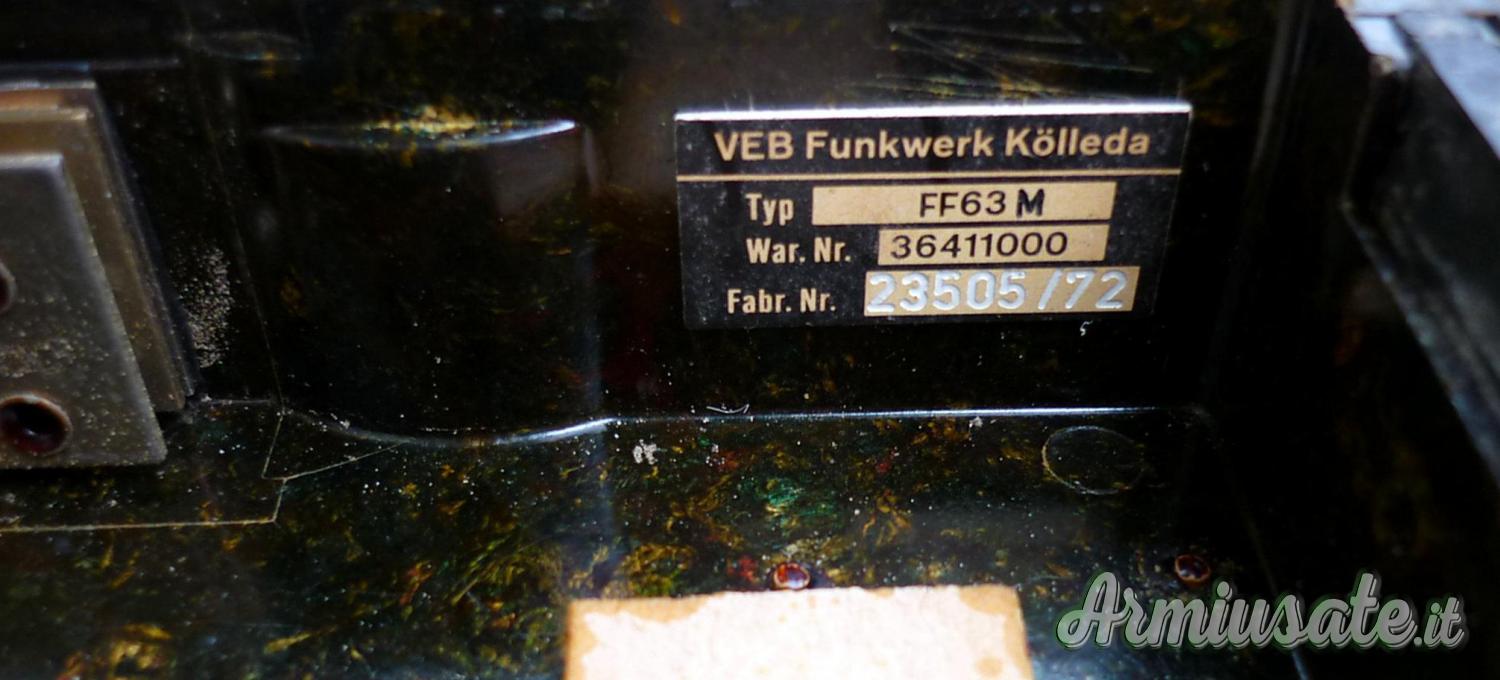 VEB Funkwerk Kölleda
Typ FF63 M
War. Nr. 36411000
Fabr. Nr. 23505/72
Armiusate.it